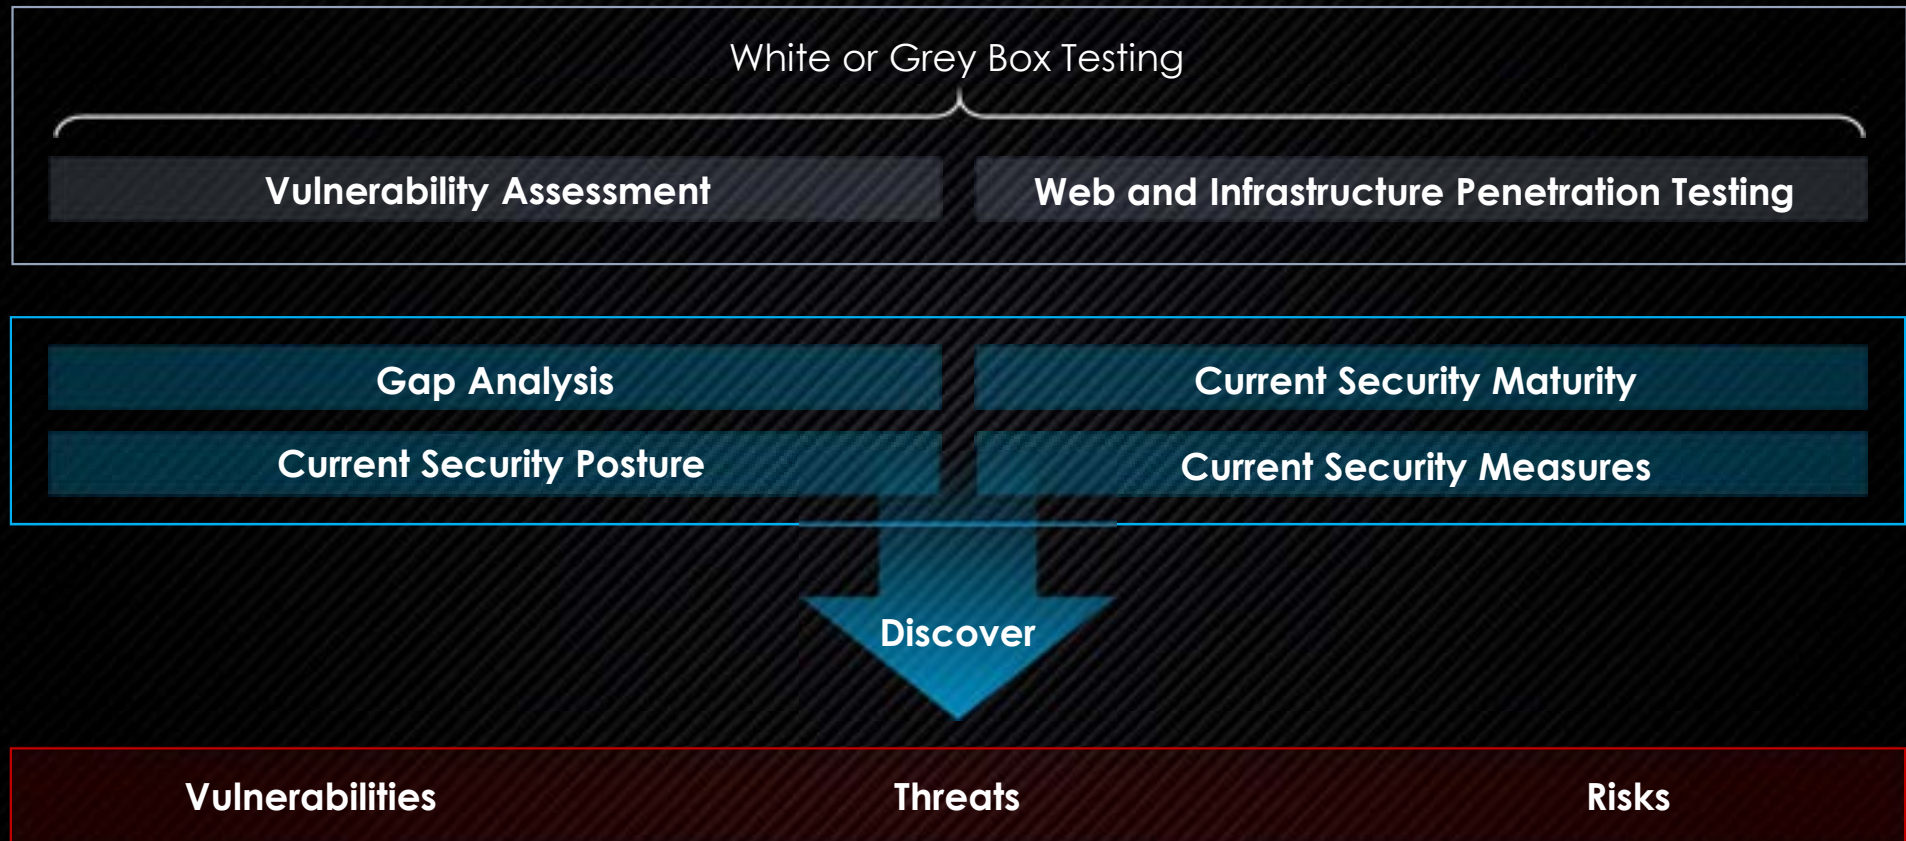 White or Grey Box Testing
Vulnerability Assessment
Web and Infrastructure Penetration Testing
Gap Analysis
Current Security Maturity
Current Security Posture
Current Security Measures
Discover
Vulnerabilities
Threats
Risks